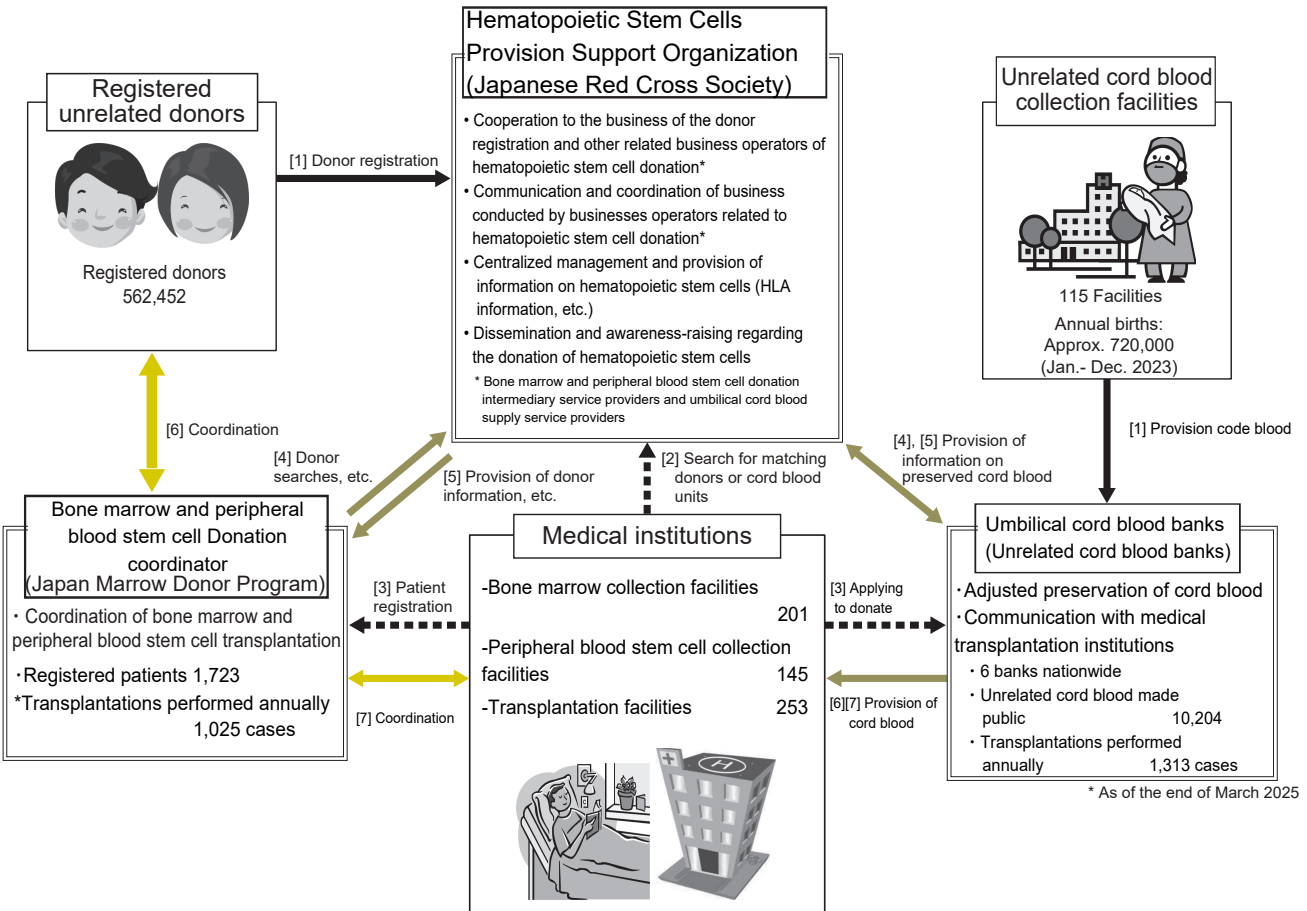 Registered
unrelated donors
Registered donors
562,452
[1] Donor registration
Hematopoietic Stem Cells
Provision Support Organization
(Japanese Red Cross Society)
• Cooperation to the business of the donor
registration and other related business operators of
hematopoietic stem cell donation*
• Communication and coordination of business
conducted by businesses operators related to
hematopoietic stem cell donation*
• Centralized management and provision of
information on hematopoietic stem cells (HLA
information, etc.)
• Dissemination and awareness-raising regarding
the donation of hematopoietic stem cells
* Bone marrow and peripheral blood stem cell donation
intermediary service providers and umbilical cord blood
supply service providers
Unrelated cord blood
collection facilities
H
115 Facilities
Annual births:
Approx. 720,000
(Jan.- Dec. 2023)
[6] Coordination
[4] Donor
searches, etc.
[5] Provision of donor
information, etc.
[2] Search for matching
donors or cord blood
units
[4], [5] Provision of
information on
preserved cord blood
[1] Provision code blood
Bone marrow and peripheral
blood stem cell Donation
coordinator
(Japan Marrow Donor Program)
・Coordination of bone marrow and
peripheral blood stem cell transplantation
・Registered patients 1,723
*Transplantations performed annually
1,025 cases
[3] Patient
registration
[7] Coordination
Medical institutions
-Bone marrow collection facilities
201
-Peripheral blood stem cell collection
facilities 145
-Transplantation facilities 253
H
[3] Applying
to donate
[6][7] Provision of
cord blood
Umbilical cord blood banks
(Unrelated cord blood banks)
・Adjusted preservation of cord blood
・Communication with medical
transplantation institutions
・6 banks nationwide
・Unrelated cord blood made
public 10,204
・Transplantations performed
annually 1,313 cases
* As of the end of March 2025